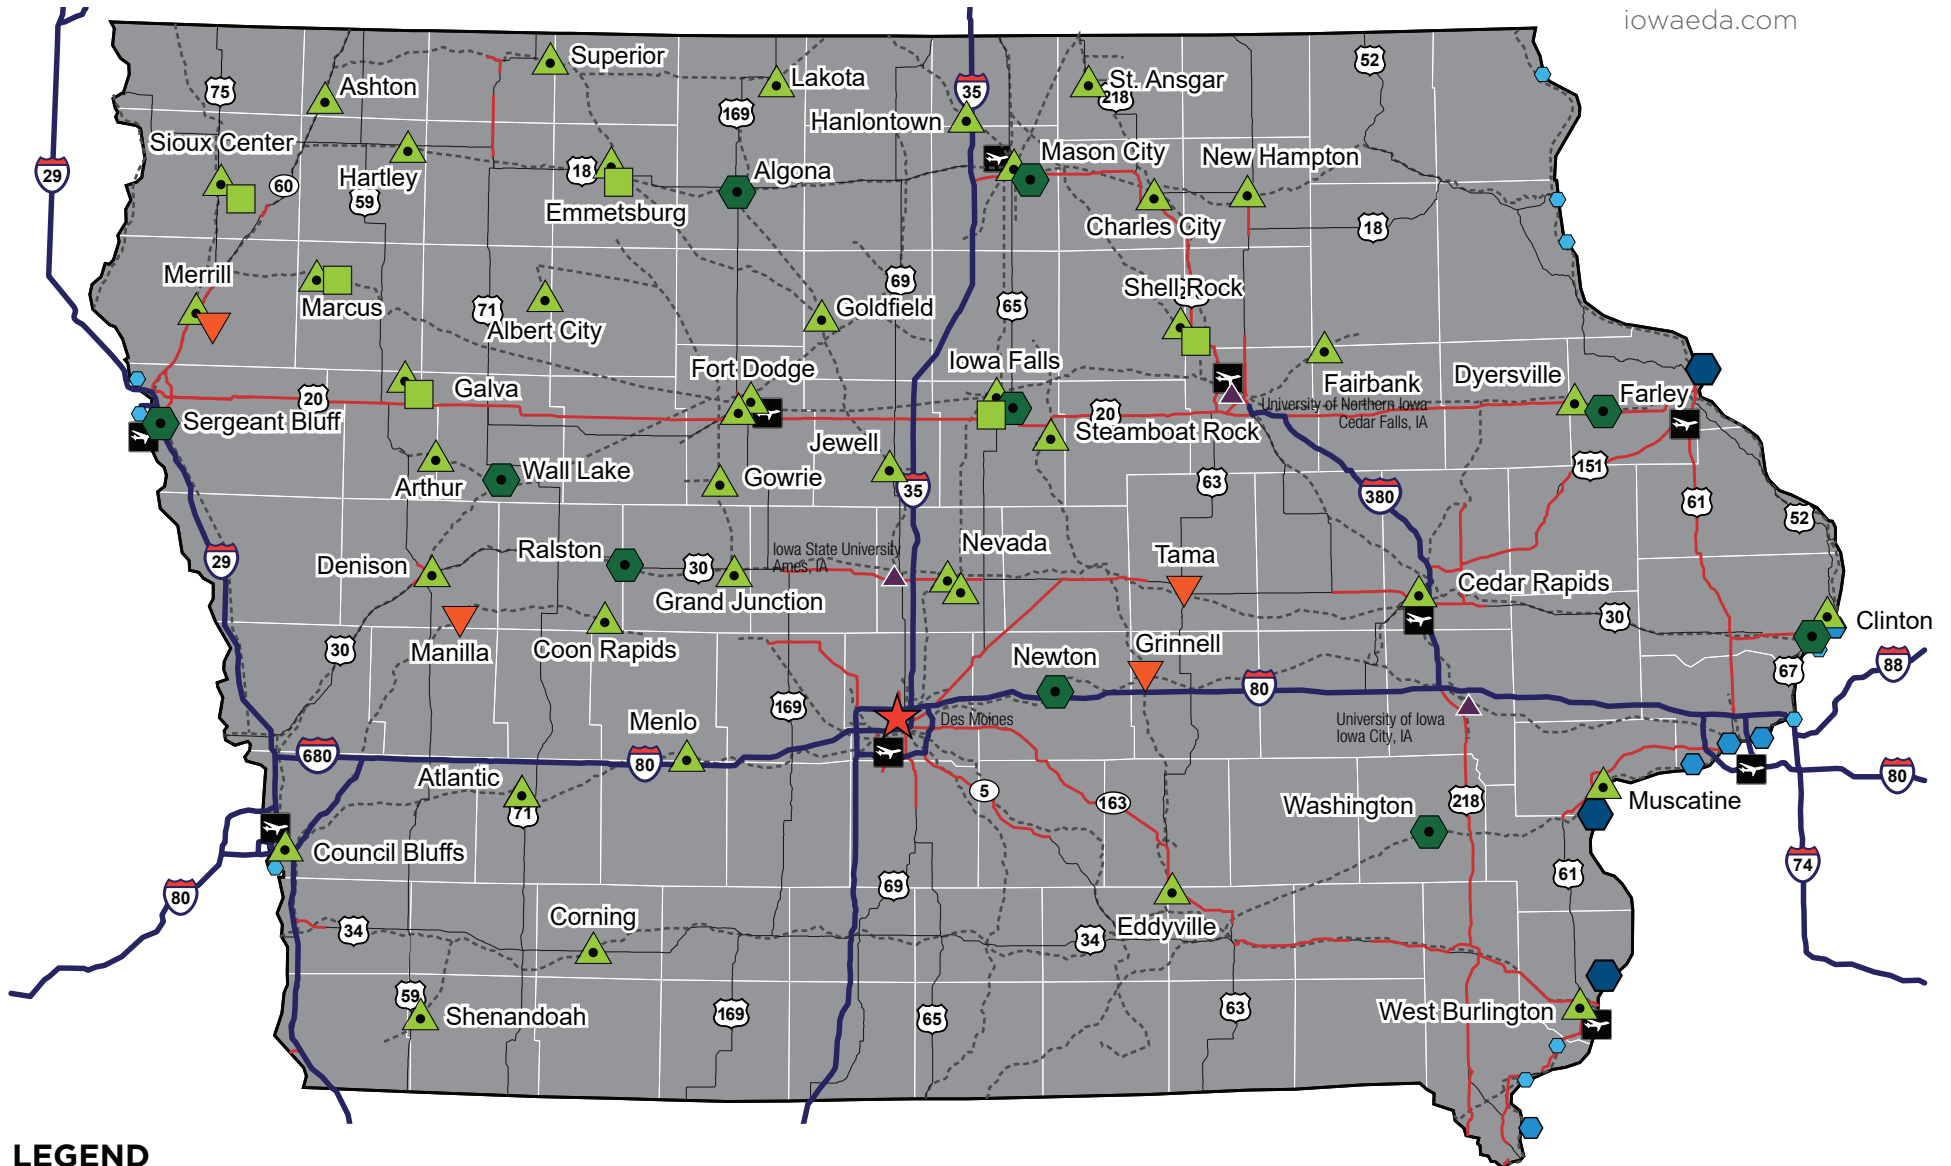 iowaeda.com
Superior
52
Lakota
St. Ansgar
75
Ashton
35
218
169
Hanlontown
Sioux Center
Mason City
New Hampton
18
Algona
29
Hartley
60
59
Emmetsburg
Charles City
18
Merrill
69
Shell Rock
Marcus
71
Albert City
Goldfield
65
Iowa Falls
Fort Dodge
Dyersville
Fairbank
Farley
Galva
20
University of Northern Iowa
Cedar Falls, IA
20
Sergeant Bluff
Steamboat Rock
Jewell
Wall Lake
151
Arthur
Gowrie
63
35
380
61
52
Iowa State University
Ames, IA
Nevada
Ralston
Tama
29
Denison
30
Cedar Rapids
Grand Junction
30
Clinton
Manilla
Coon Rapids
30
Newton
Grinnell
88
67
80
169
Menlo
Des Moines
University of Iowa
Iowa City, IA
680
80
Atlantic
5
163
80
71
Washington
218
Muscatine
Council Bluffs
74
61
80
69
Corning
34
34
Eddyville
59
Shenandoah
169
65
63
West Burlington
LEGEND